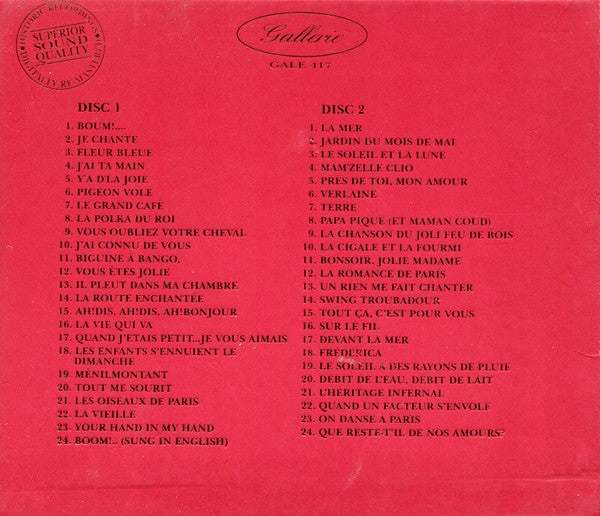 HISTORIC RECORDINGS
SUPERIOR
SOUND
QUALITY
DIGITALLY RE-MASTERED
Gallerie
GALE 417
DISC 1
1. BOUM!....
2. JE CHANTE
3. FLEUR BLEUE
4. J'AI TA MAIN
5. Y'A D'LA JOIE
6. PIGEON VOLE
7. LE GRAND CAFE
8. LA POLKA DU ROI
9. VOUS OUBLIEZ VOTRE CHEVAL
10. J'AI CONNU DE VOUS
11. BIGUINE À BANGO.
12. VOUS ÊTES JOLIE
13. IL PLEUT DANS MA CHAMBRE
14. LA ROUTE ENCHANTÉE
15. AH!DIS, AH!DIS, AH!BONJOUR
16. LA VIE QUI VA
17. QUAND J'ETAIS PETIT...JE VOUS AIMAIS
18. LES ENFANTS S'ENNUIENT LE
DIMANCHE
19. MÉNILMONTANT
20. TOUT ME SOURIT
21. LES OISEAUX DE PARIS
22. LA VIEILLE
23. YOUR HAND IN MY HAND
24. BOOM!.. (SUNG IN ENGLISH)
DISC 2
1. LA MER
2. JARDIN DU MOIS DE MAI
3. LE SOLEIL ET LA LUNE
4. MAM'ZELLE CLIO
5. PRES DE TOI, MON AMOUR
6. VERLAINE
7. TERRE
8. PAPA PIQUE (ET MAMAN COUD)
9. LA CHANSON DU JOLI FEU DE BOIS
10. LA CIGALE ET LA FOURMI
11. BONSOIR, JOLIE MADAME
12. LA ROMANCE DE PARIS
13. UN RIEN ME FAIT CHANTER
14. SWING TROUBADOUR
15. TOUT ÇA, C'EST POUR VOUS
16. SUR LE FIL
17. DEVANT LA MER
18. FRÉDÉRICA
19. LE SOLEIL A DES RAYONS DE PLUIE
20. DÉBIT DE L'EAU, DEBIT DE LAIT
21. L'HÉRITAGE INFERNAL
22. QUAND UN FACTEUR S'ENVOLE
23. ON DANSE À PARIS
24. QUE RESTE-T'IL DE NOS AMOURS?